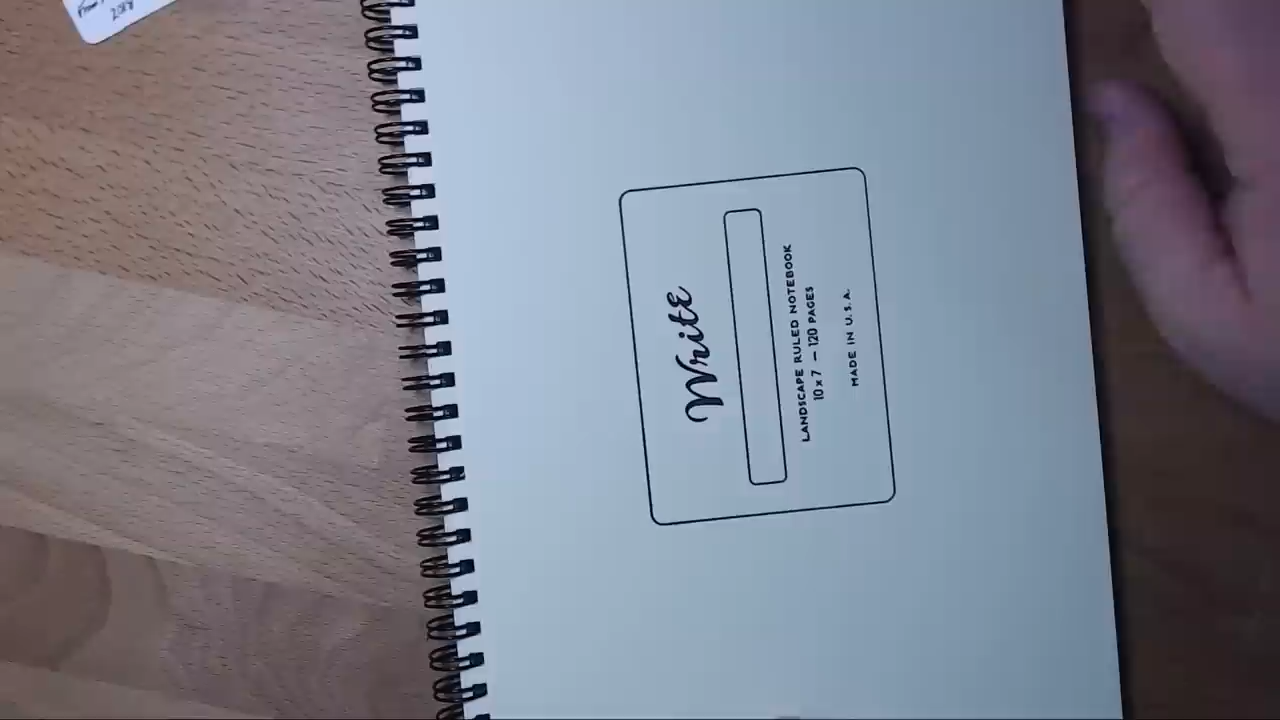 Write
LANDSCAPE RULED NOTEBOOK
10 x 7 — 120 PAGES
MADE IN U.S.A.